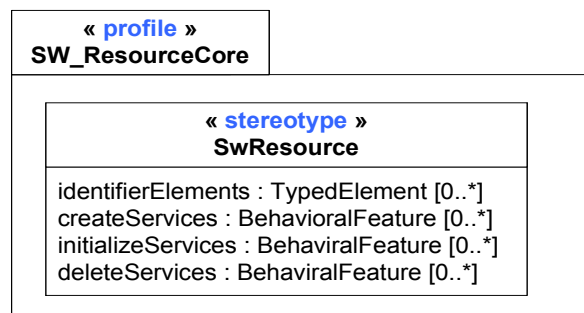 « profile »
SW_ResourceCore
« stereotype »
SwResource
identifierElements : TypedElement [0..*]
createServices : BehavioralFeature [0..*]
initializeServices : BehaviralFeature [0..*]
deleteServices : BehaviralFeature [0..*]